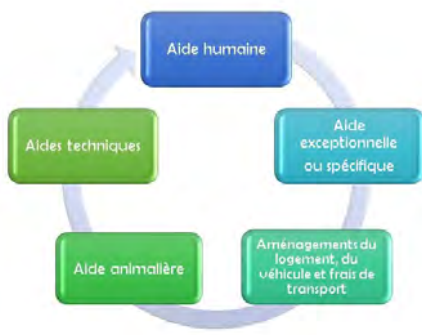 Aide humaine
Aide
exceptionnelle
ou spécifique
Aménagements du
logement, du
véhicule et frais de
transport
Aide animalière
Aides techniques